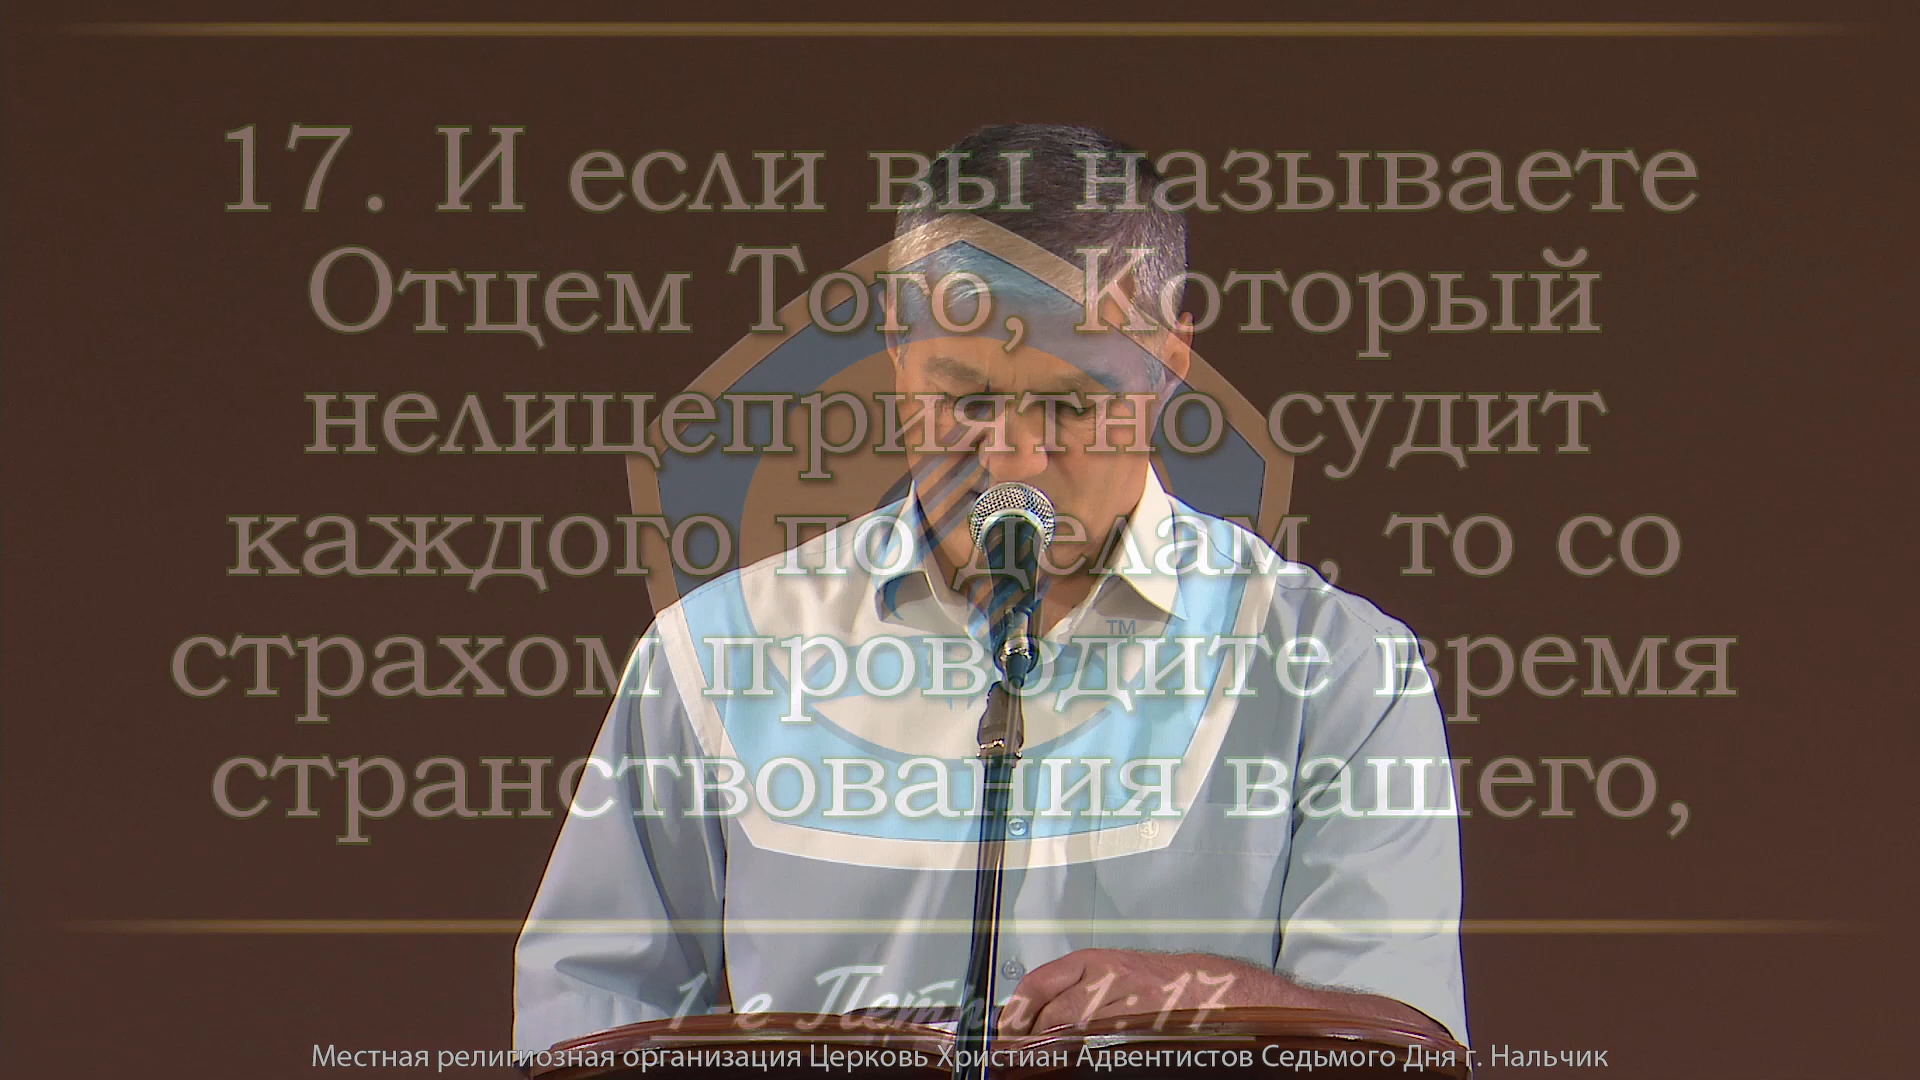 17. И если вы называете
Отцем Того, Который
нелицеприятно судит
каждого по делам, то со
страхом проводите время
странствования вашего,
TM
1-е Петра 1:17
Местная религиозная организация Церковь Христиан Адвентистов Седьмого Дня г. Нальчик